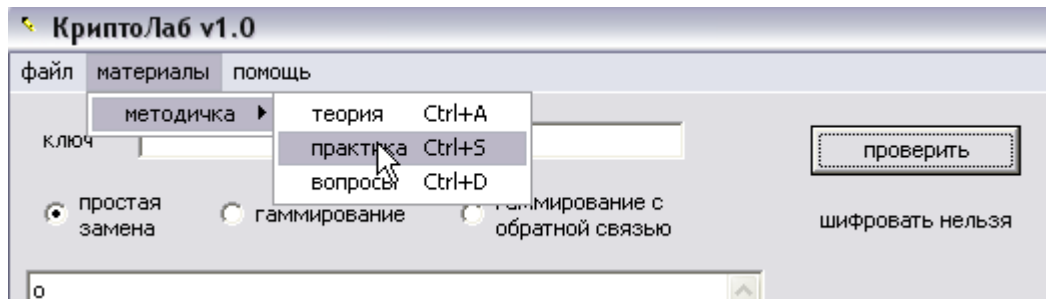 КриптоЛаб v1.0
файл материалы помощь
методичка теория Ctrl+A
ключ практика Ctrl+S проверить
вопросы Ctrl+D
простая замена
гаммирование
гаммирование с обратной связью
шифровать нельзя
о